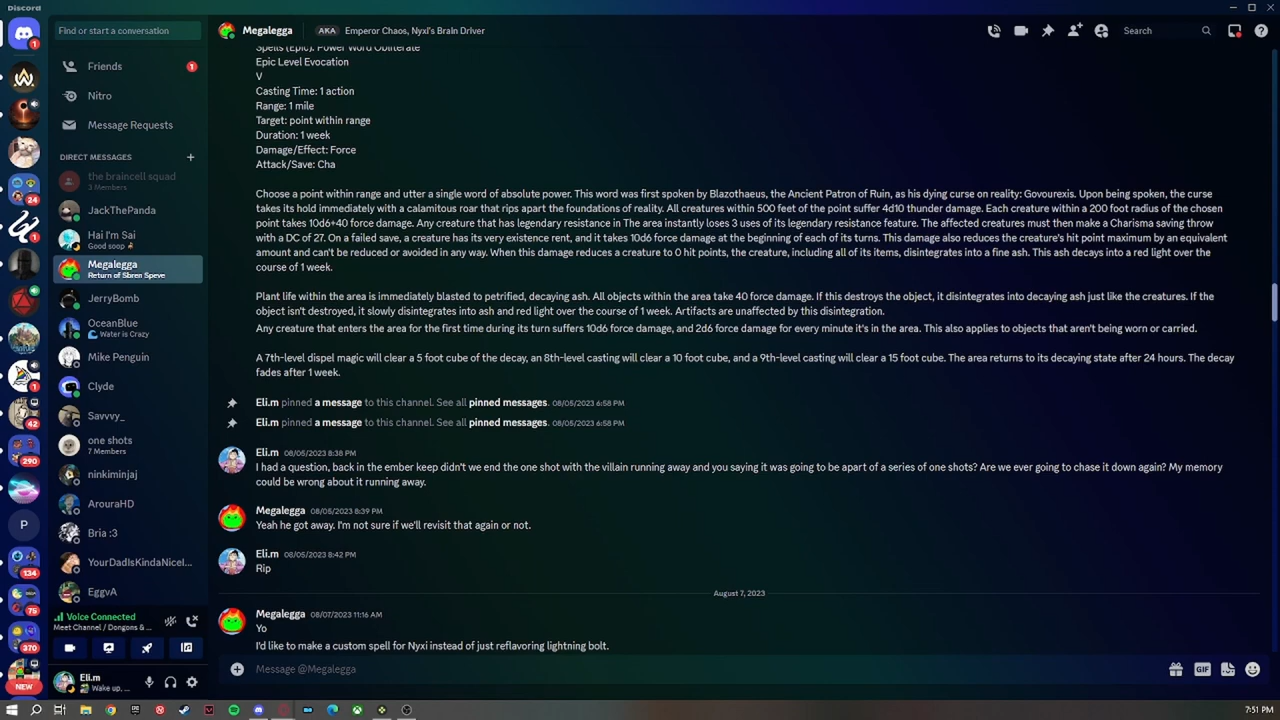 Discord
Find or start a conversation
Friends
1
Nitro
Message Requests
DIRECT MESSAGES
the braincell squad
3 Members
JackThePanda
Hai I'm Sai
Good soop
Megalegga
Return of Sbren Speve
JerryBomb
OceanBlue
Water is Crazy
Mike Penguin
Clyde
Savvvy_
one shots
7 Members
ninkiminjaj
ArouraHD
Bria :3
YourDadIsKindaNiceI...
EggvA
Voice Connected
Meet Channel / Dongons & ...
Eli.m
Wake up, ...
1
24
1
1
42
290
P
134
75
370
NEW
Megalegga
AKA
Emperor Chaos, Nyxi's Brain Driver
Search
Spells (Epic): Power Word Obliterate
Epic Level Evocation
V
Casting Time: 1 action
Range: 1 mile
Target: point within range
Duration: 1 week
Damage/Effect: Force
Attack/Save: Cha
Choose a point within range and utter a single word of absolute power. This word was first spoken by Blazothaeus, the Ancient Patron of Ruin, as his dying curse on reality: Govourexis. Upon being spoken, the curse
takes its hold immediately with a calamitous roar that rips apart the foundations of reality. All creatures within 500 feet of the point suffer 4d10 thunder damage. Each creature within a 200 foot radius of the chosen
point takes 10d6+40 force damage. Any creature that has legendary resistance in The area instantly loses 3 uses of its legendary resistance feature. The affected creatures must then make a Charisma saving throw
with a DC of 27. On a failed save, a creature has its very existence rent, and it takes 10d6 force damage at the beginning of each of its turns. This damage also reduces the creature's hit point maximum by an equivalent
amount and can't be reduced or avoided in any way. When this damage reduces a creature to 0 hit points, the creature, including all of its items, disintegrates into a fine ash. This ash decays into a red light over the
course of 1 week.
Plant life within the area is immediately blasted to petrified, decaying ash. All objects within the area take 40 force damage. If this destroys the object, it disintegrates into decaying ash just like the creatures. If the
object isn't destroyed, it slowly disintegrates into ash and red light over the course of 1 week. Artifacts are unaffected by this disintegration.
Any creature that enters the area for the first time during its turn suffers 10d6 force damage, and 2d6 force damage for every minute it's in the area. This also applies to objects that aren't being worn or carried.
A 7th-level dispel magic will clear a 5 foot cube of the decay, an 8th-level casting will clear a 10 foot cube, and a 9th-level casting will clear a 15 foot cube. The area returns to its decaying state after 24 hours. The decay
fades after 1 week.
Eli.m pinned a message to this channel. See all pinned messages. 08/05/2023 6:58 PM
Eli.m pinned a message to this channel. See all pinned messages. 08/05/2023 6:58 PM
Eli.m 08/05/2023 8:38 PM
I had a question, back in the ember keep didn't we end the one shot with the villain running away and you saying it was going to be apart of a series of one shots? Are we ever going to chase it down again? My memory
could be wrong about it running away.
Megalegga 08/05/2023 8:39 PM
Yeah he got away. I'm not sure if we'll revisit that again or not.
Eli.m 08/05/2023 8:42 PM
Rip
August 7, 2023
Megalegga 08/07/2023 11:16 AM
Yo
I'd like to make a custom spell for Nyxi instead of just reflavoring lightning bolt.
Message @Megalegga
GIF
7:51 PM